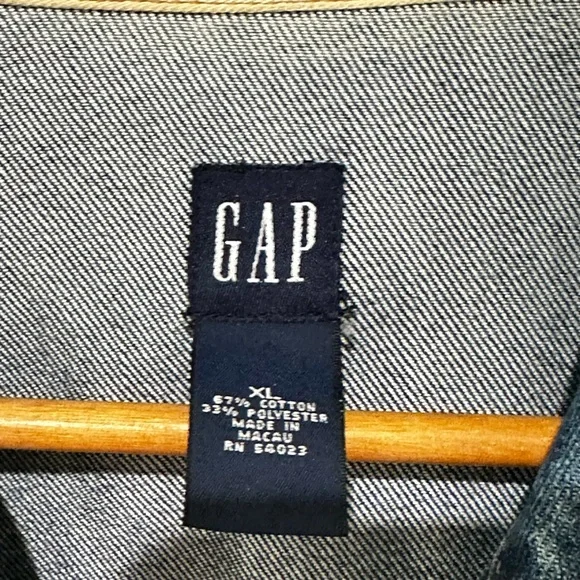 GAP
XL
67% COTTON
33% POLYESTER
MADE IN
MACAU
RN 54023